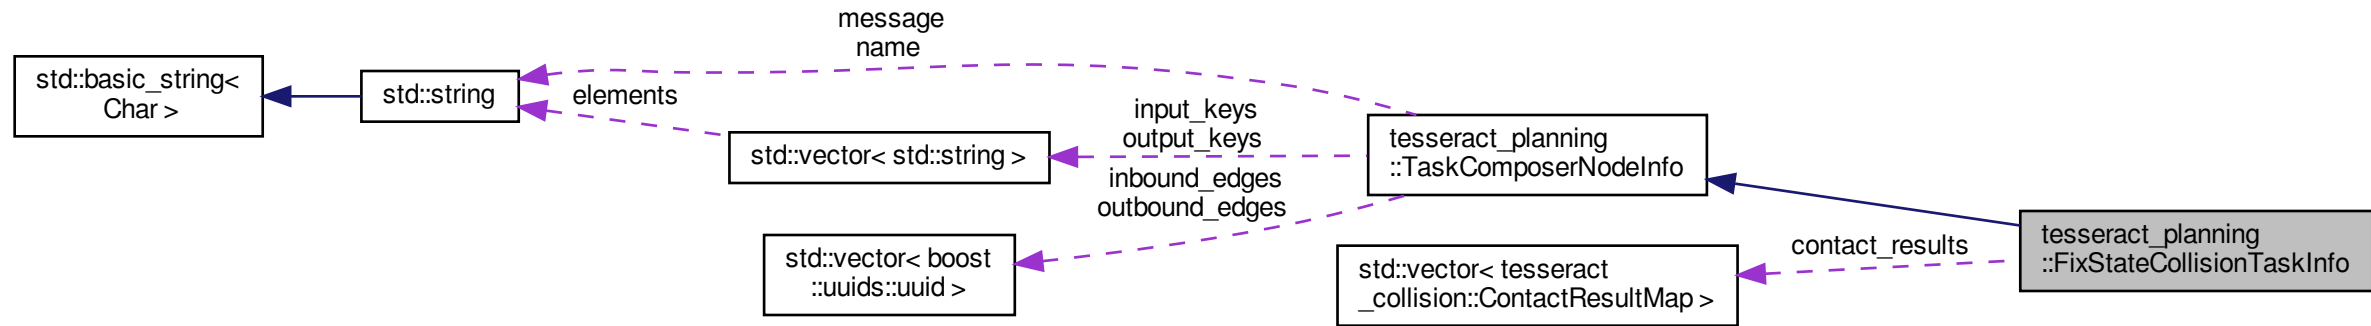 message
name
std::basic_string<
Char >
std::string
elements
std::vector< std::string >
input_keys
output_keys
inbound_edges
outbound_edges
tesseract_planning
::TaskComposerNodeInfo
std::vector< boost
::uuids::uuid >
std::vector< tesseract
_collision::ContactResultMap >
contact_results
tesseract_planning
::FixStateCollisionTaskInfo